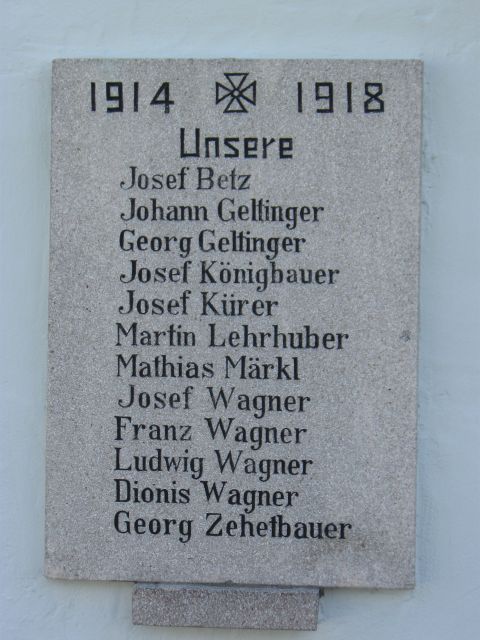 1914 1918
Unsere
Josef Betz
Johann Geltinger
Georg Geltinger
Josef Königbauer
Josef Kürer
Martin Lehrhuber
Mathias Märkl
Josef Wagner
Franz Wagner
Ludwig Wagner
Dionis Wagner
Georg Zehetbauer